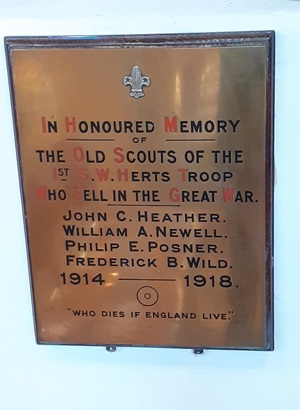 IN HONOURED MEMORY
OF
THE OLD SCOUTS OF THE
1ST S.W. HERTS TROOP
WHO FELL IN THE GREAT WAR.
JOHN C. HEATHER.
WILLIAM A. NEWELL.
PHILIP E. POSNER.
FREDERICK B. WILD.
1914 —— 1918.
"WHO DIES IF ENGLAND LIVE."